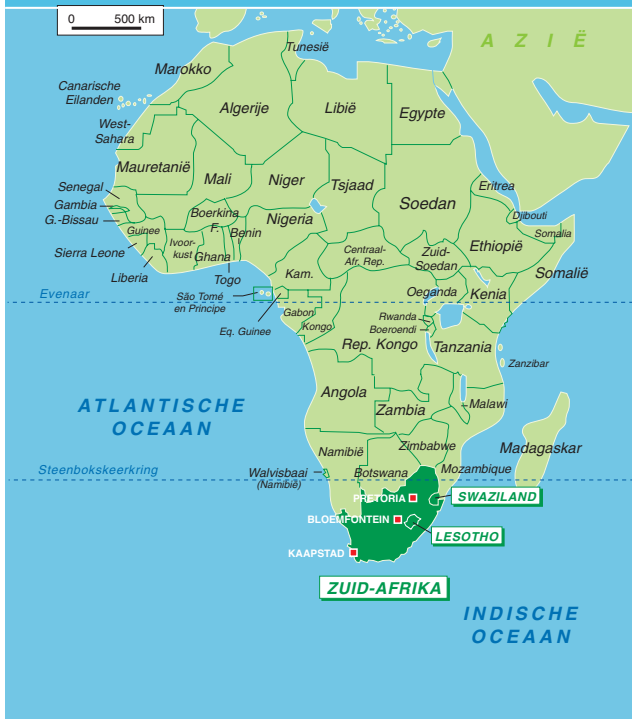 0 500 km
AZIË
Tunesië
Marokko
Canarische
Eilanden
Algerije
Libië
Egypte
West-
Sahara
Mauretanië
Mali
Niger
Tsjaad
Soedan
Eritrea
Senegal
Gambia
G.-Bissau
Guinee
Boerkina
F.
Benin
Nigeria
Djibouti
Somalia
Sierra Leone
Ivoor-
kust
Ghana
Centraal-
Afr. Rep.
Zuid-
Soedan
Ethiopië
Somalië
Liberia
Togo
Kam.
Oeganda
Kenia
Evenaar
São Tomé
en Principe
Eq. Guinee
Gabon
Kongo
Rwanda
Boeroendi
Rep. Kongo
Tanzania
Zanzibar
ATLANTISCHE
OCEAAN
Angola
Zambia
Malawi
Zimbabwe
Madagaskar
Namibië
Steenbokskeerkring
Walvisbaai
(Namibië)
Botswana
Mozambique
PRETORIA
SWAZILAND
BLOEMFONTEIN
LESOTHO
KAAPSTAD
ZUID-AFRIKA
INDISCHE
OCEAAN